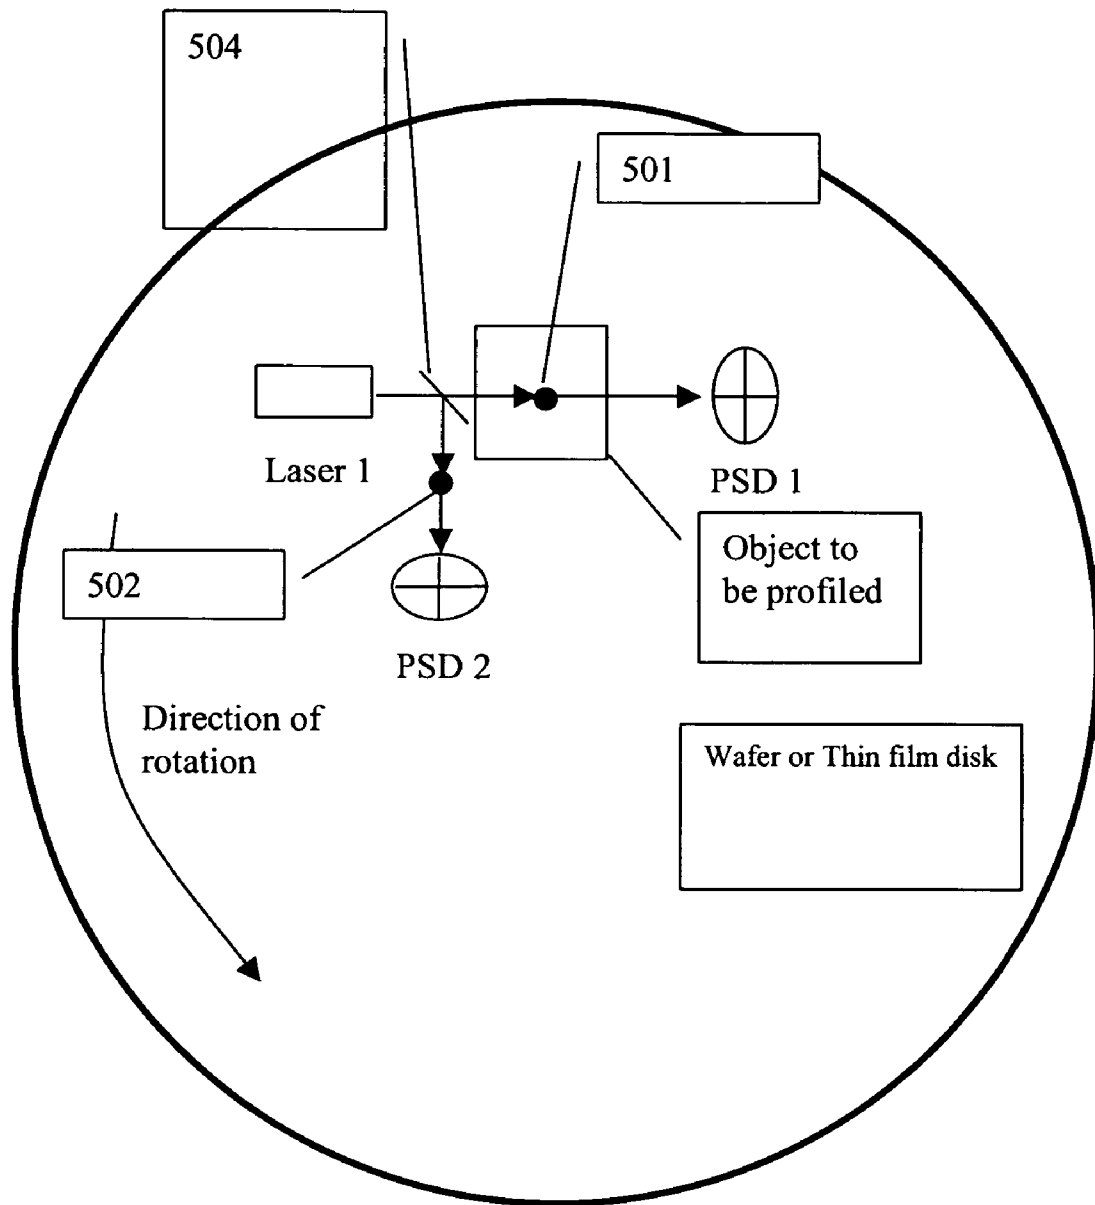 504
501
Laser 1
PSD 1
Object to
be profiled
502
PSD 2
Direction of
rotation
Wafer or Thin film disk